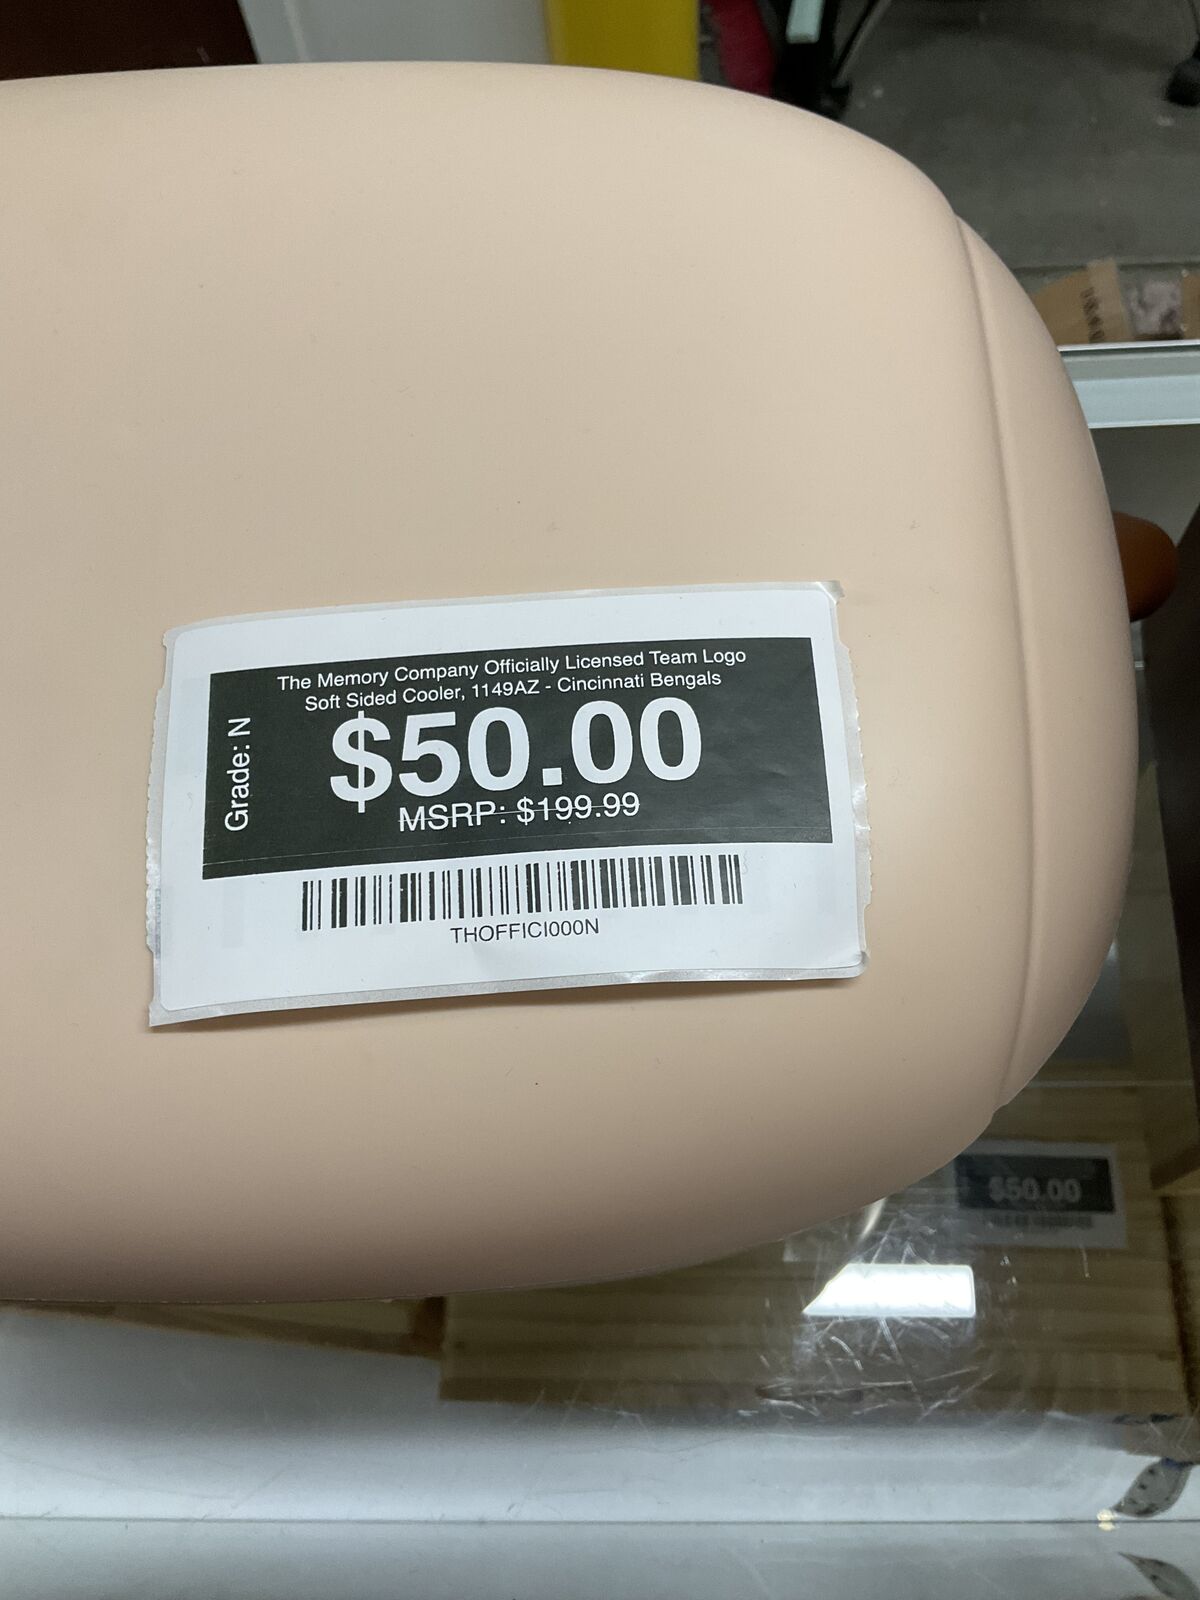 The Memory Company Officially Licensed Team Logo
Soft Sided Cooler, 1149AZ - Cincinnati Bengals
Grade: N
$50.00
MSRP: $199.99
THOFFICI000N
$50.00